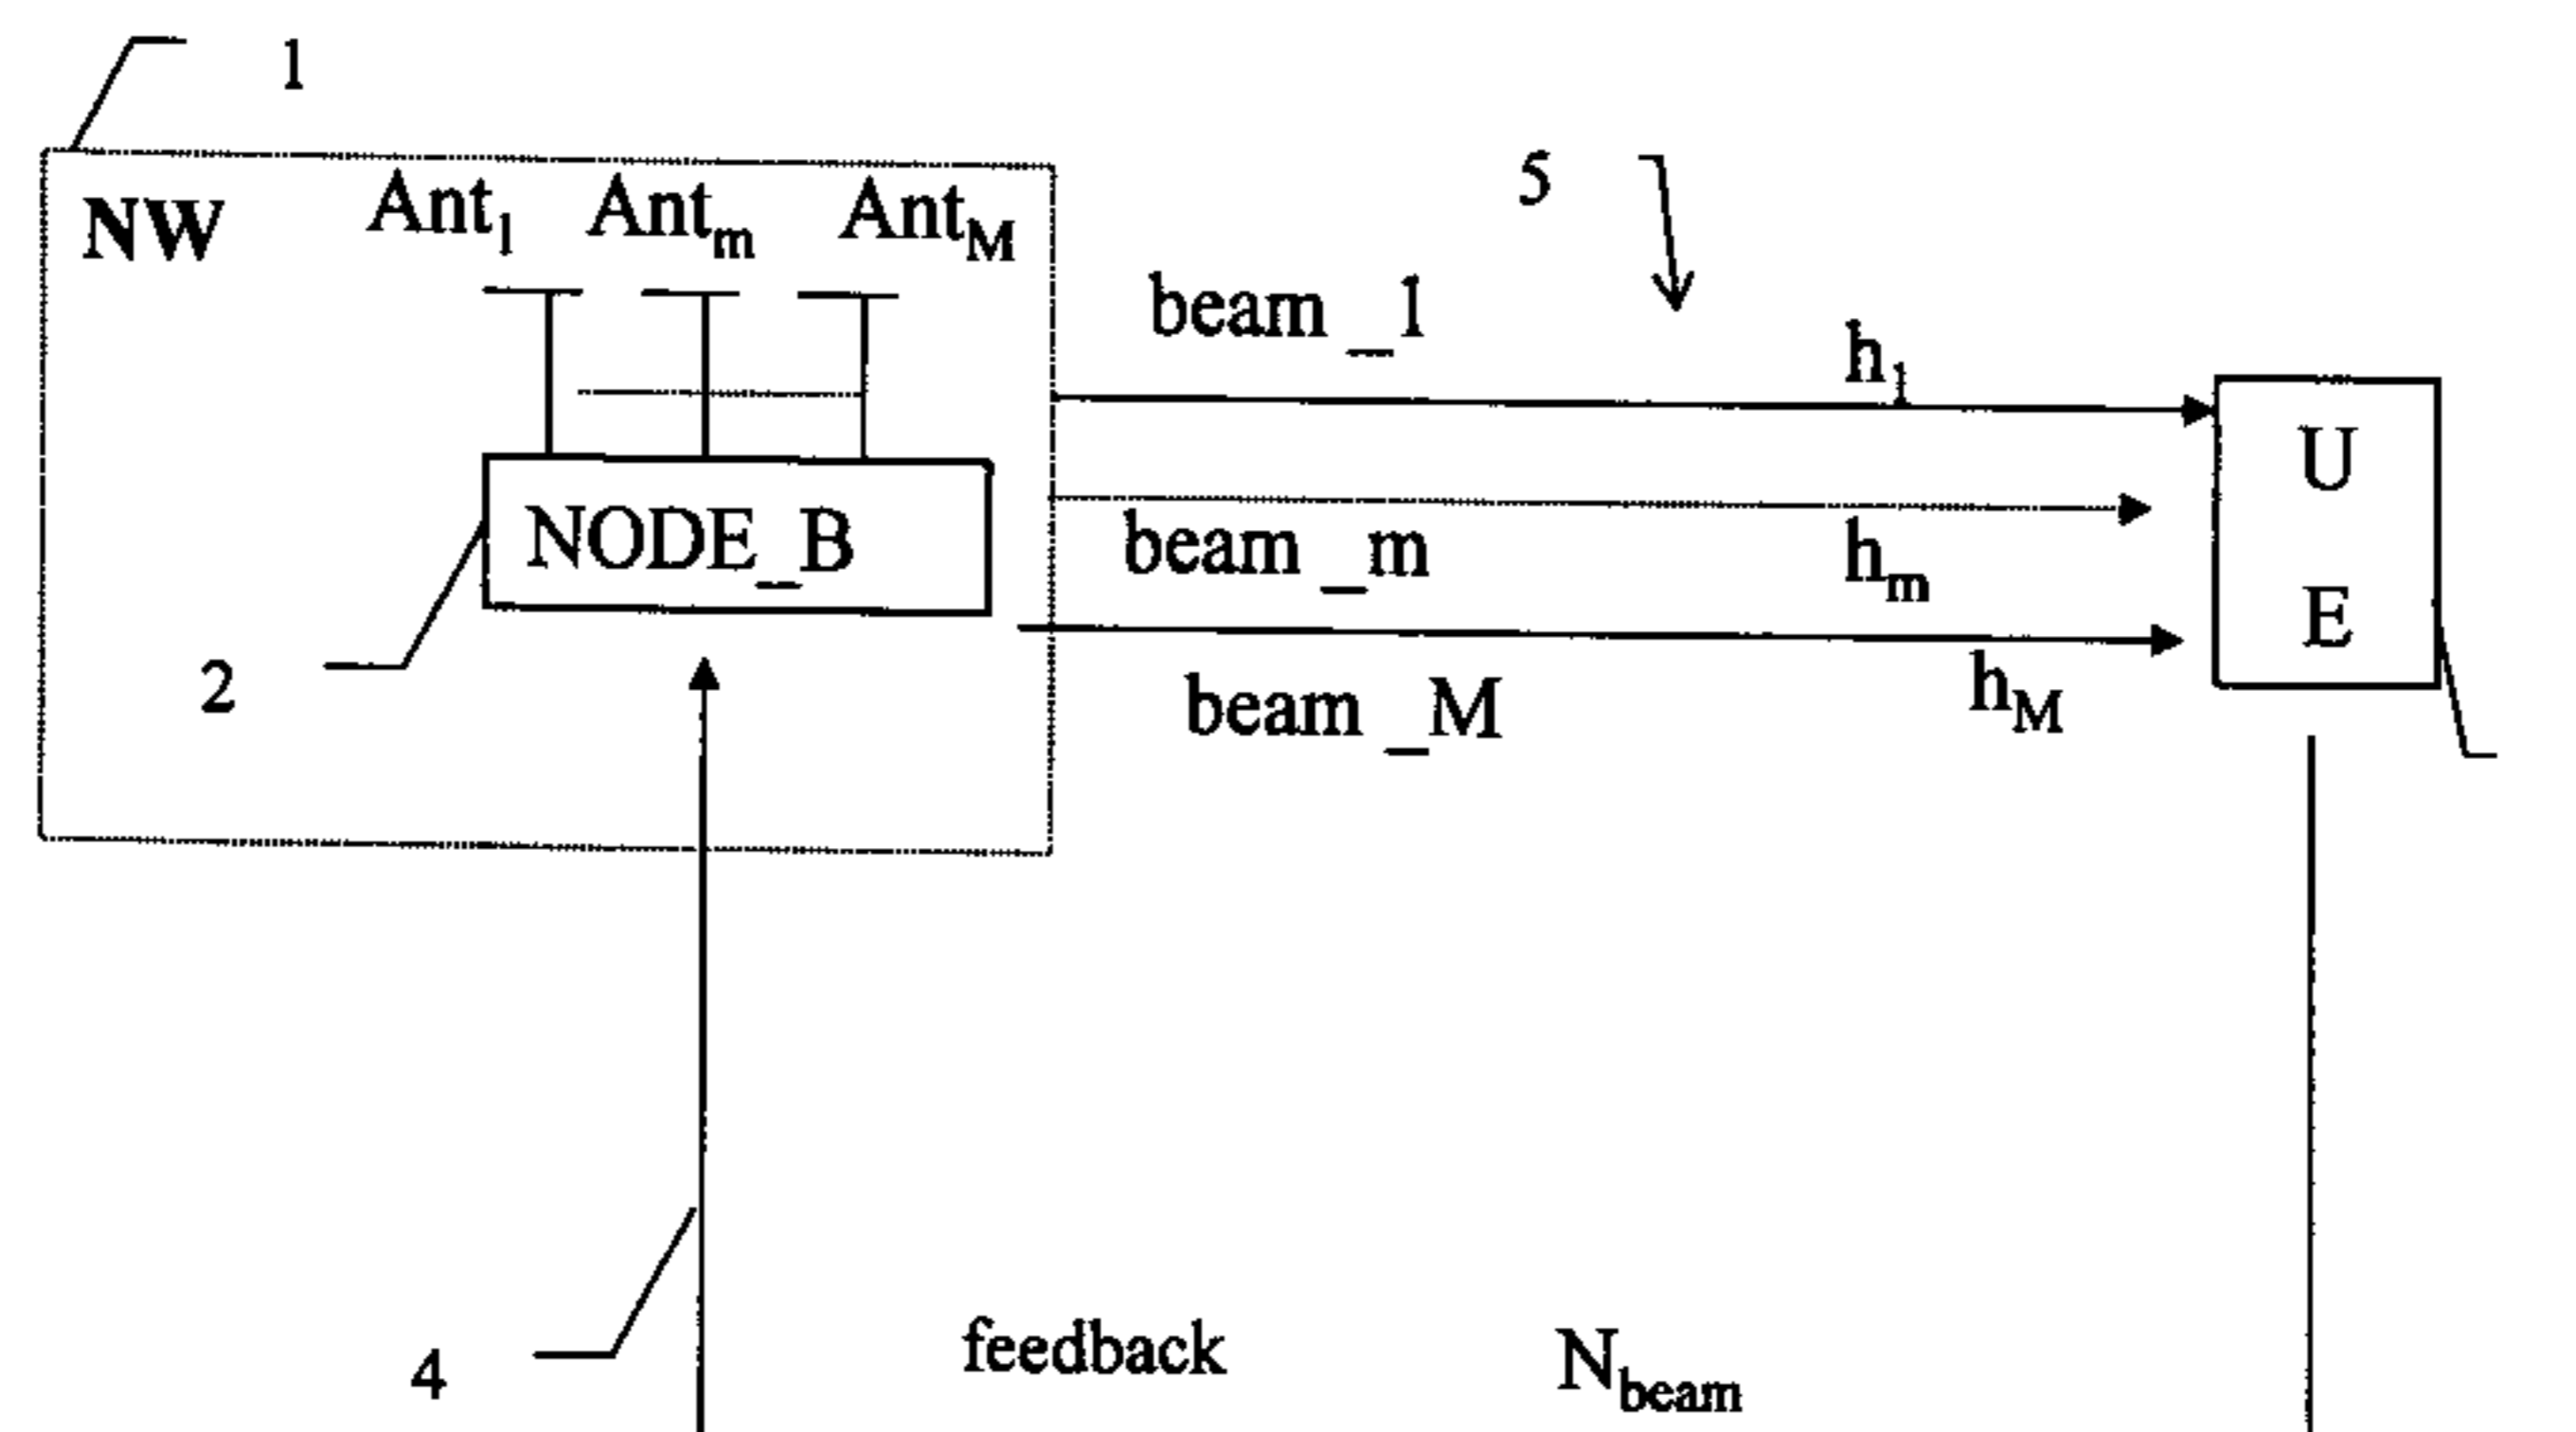 1
NW Ant1 Antm AntM
5
beam _1 h1
U
NODE_B beam _m hm
E
2 beam _M hM
4 feedback Nbeam